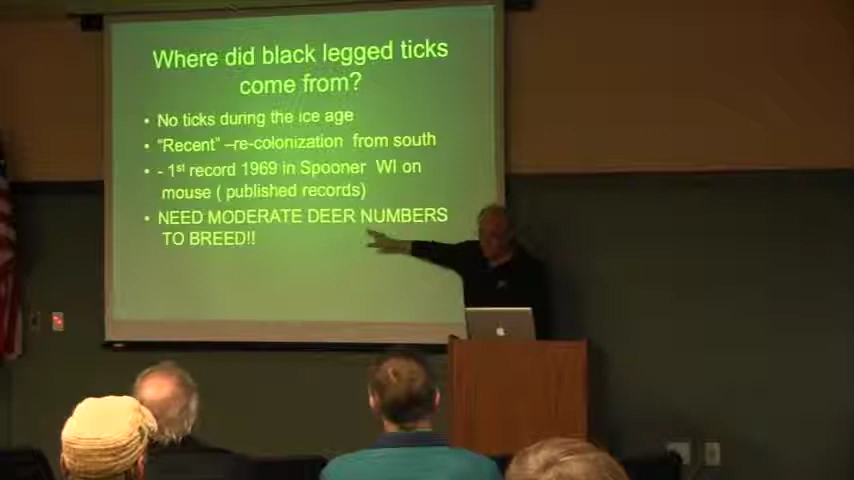 Where did black legged ticks
come from?
• No ticks during the ice age
• "Recent" –re-colonization from south
• - 1st record 1969 in Spooner WI on
mouse ( published records)
• NEED MODERATE DEER NUMBERS
TO BREED!!